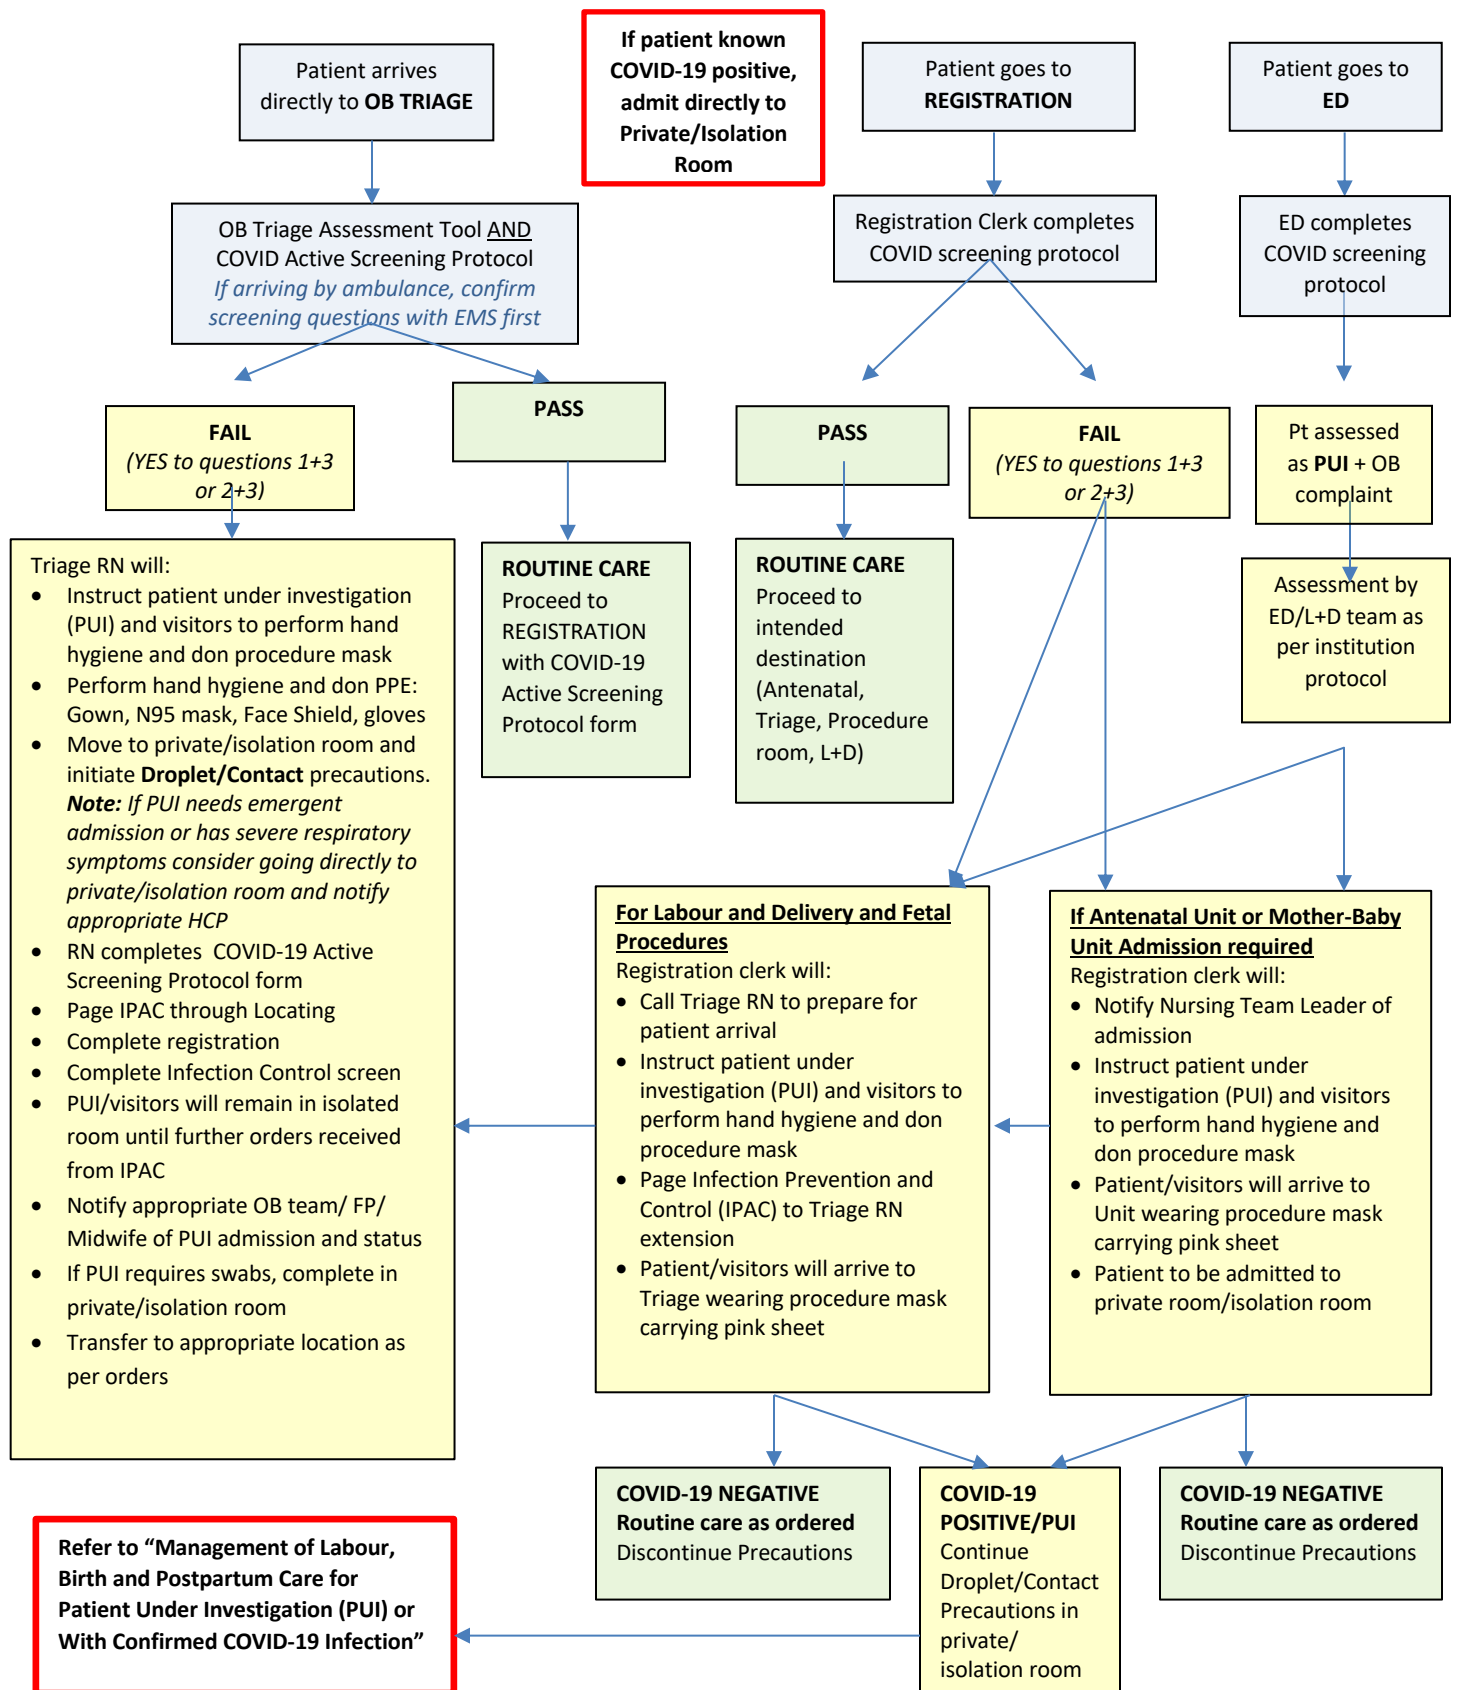 If patient known
COVID-19 positive,
admit directly to
Private/Isolation
Room
Patient arrives
directly to OB TRIAGE
Patient goes to
REGISTRATION
Patient goes to
ED
OB Triage Assessment Tool AND
COVID Active Screening Protocol
If arriving by ambulance, confirm
screening questions with EMS first
Registration Clerk completes
COVID screening protocol
ED completes
COVID screening
protocol
FAIL
(YES to questions 1+3
or 2+3)
PASS
PASS
FAIL
(YES to questions 1+3
or 2+3)
Pt assessed
as PUI + OB
complaint
Triage RN will:
• Instruct patient under investigation
(PUI) and visitors to perform hand
hygiene and don procedure mask
• Perform hand hygiene and don PPE:
Gown, N95 mask, Face Shield, gloves
• Move to private/isolation room and
initiate Droplet/Contact precautions.
Note: If PUI needs emergent
admission or has severe respiratory
symptoms consider going directly to
private/isolation room and notify
appropriate HCP
• RN completes COVID-19 Active
Screening Protocol form
• Page IPAC through Locating
• Complete registration
• Complete Infection Control screen
• PUI/visitors will remain in isolated
room until further orders received
from IPAC
• Notify appropriate OB team/ FP/
Midwife of PUI admission and status
• If PUI requires swabs, complete in
private/isolation room
• Transfer to appropriate location as
per orders
ROUTINE CARE
Proceed to
REGISTRATION
with COVID-19
Active Screening
Protocol form
ROUTINE CARE
Proceed to
intended
destination
(Antenatal,
Triage, Procedure
room, L+D)
Assessment by
ED/L+D team as
per institution
protocol
For Labour and Delivery and Fetal
Procedures
Registration clerk will:
• Call Triage RN to prepare for
patient arrival
• Instruct patient under
investigation (PUI) and visitors to
perform hand hygiene and don
procedure mask
• Page Infection Prevention and
Control (IPAC) to Triage RN
extension
• Patient/visitors will arrive to
Triage wearing procedure mask
carrying pink sheet
If Antenatal Unit or Mother-Baby
Unit Admission required
Registration clerk will:
• Notify Nursing Team Leader of
admission
• Instruct patient under
investigation (PUI) and visitors
to perform hand hygiene and
don procedure mask
• Patient/visitors will arrive to
Unit wearing procedure mask
carrying pink sheet
• Patient to be admitted to
private room/isolation room
COVID-19 NEGATIVE
Routine care as ordered
Discontinue Precautions
COVID-19
POSITIVE/PUI
Continue
Droplet/Contact
Precautions in
private/
isolation room
COVID-19 NEGATIVE
Routine care as ordered
Discontinue Precautions
Refer to “Management of Labour,
Birth and Postpartum Care for
Patient Under Investigation (PUI) or
With Confirmed COVID-19 Infection”